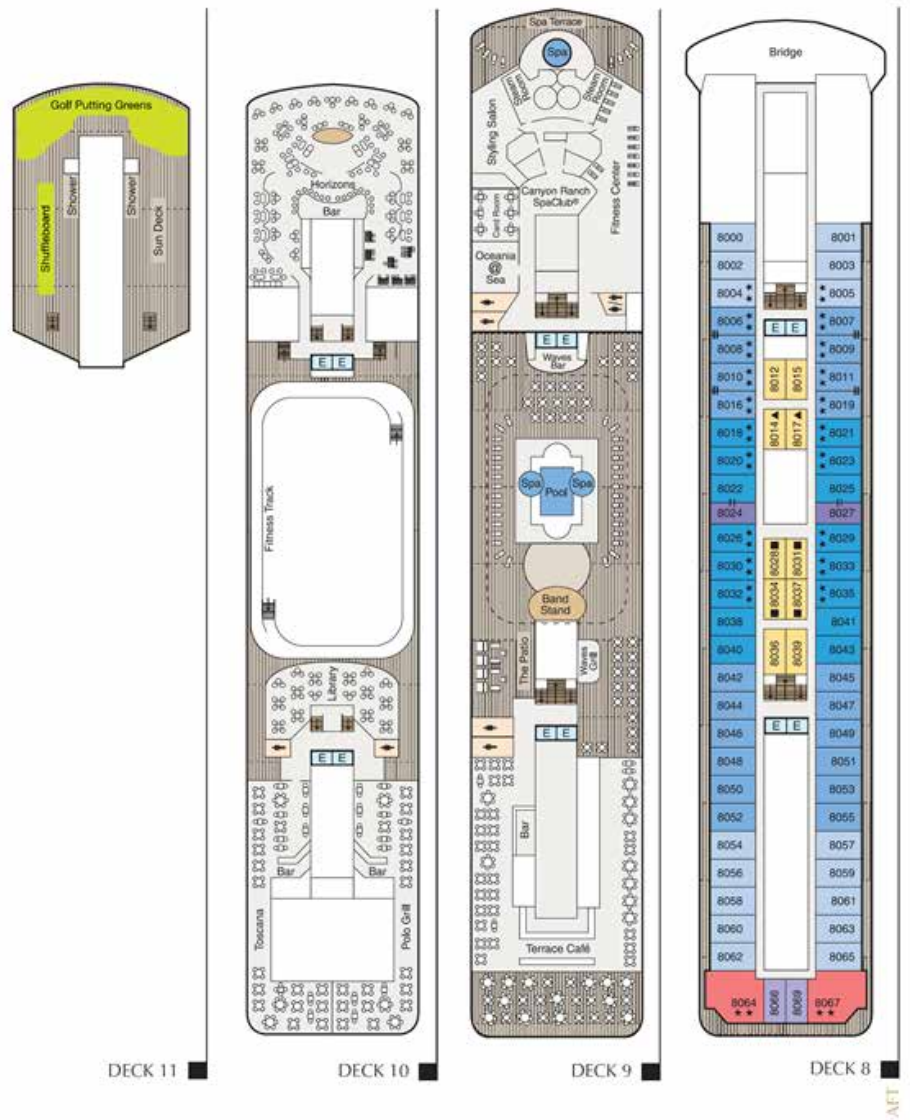 Golf Putting Greens
Shower
Shower
Shuffleboard
Sun Deck
DECK 11
Horizons
Bar
E E
Fitness Track
Library
E E
Bar
Bar
Toscana
Polo Grill
DECK 10
Spa Terrace
Spa
Steam
Room
Steam
Room
Styling Salon
Fitness Center
Canyon Ranch
SpaClub®
Card Room
Oceania
@
Sea
E E
Waves
Bar
Spa
Pool
Spa
Band
Stand
The Patio
Waves
Grill
E E
Bar
Terrace Café
DECK 9
Bridge
8000
8001
8002
8003
8004
8005
8006
E E
8007
8008
8009
8010
8012
8015
8011
8016
8019
8018
8014
8017
8021
8020
8023
8022
8025
8024
8027
8026
8029
8028
8031
8030
8033
8032
8034
8037
8035
8038
8041
8040
8036
8039
8043
8042
8045
8044
8047
8046
E E
8049
8048
8051
8050
8053
8052
8055
8054
8057
8056
8059
8058
8061
8060
8063
8062
8065
8064
8066
8069
8067
DECK 8
AFT